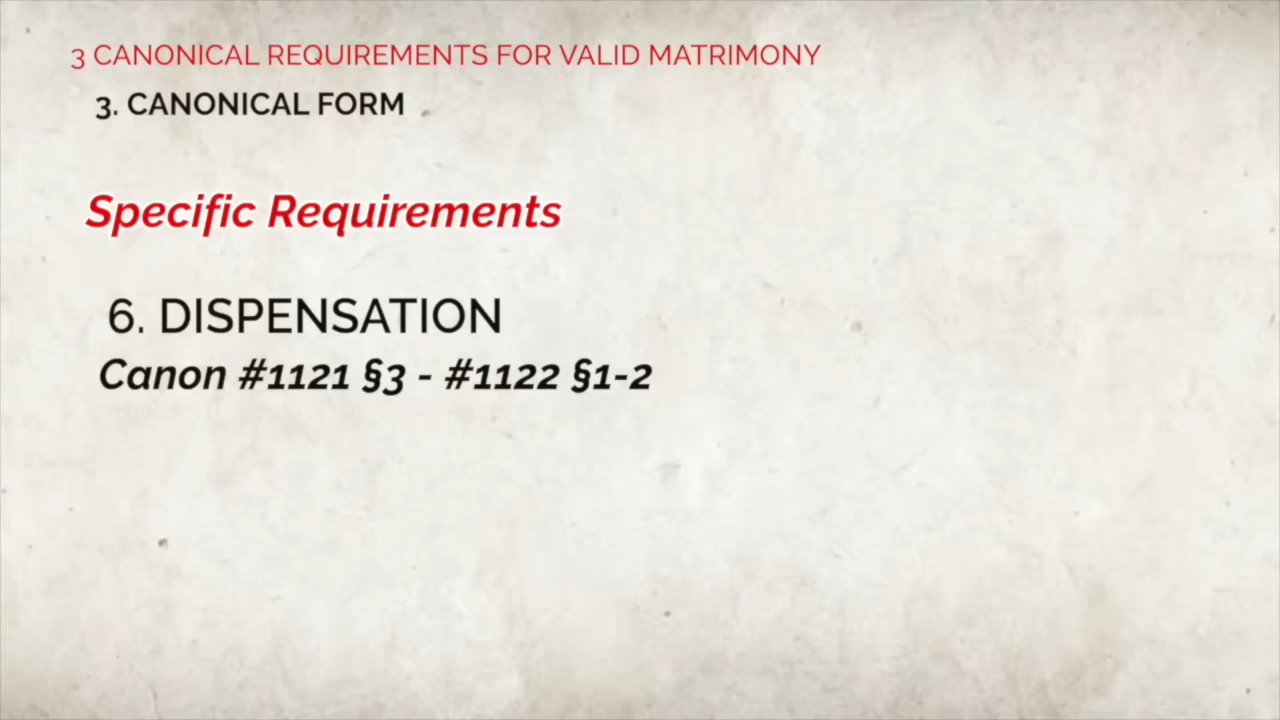 3 CANONICAL REQUIREMENTS FOR VALID MATRIMONY
3. CANONICAL FORM
Specific Requirements
6. DISPENSATION
Canon #1121 §3 - #1122 §1-2